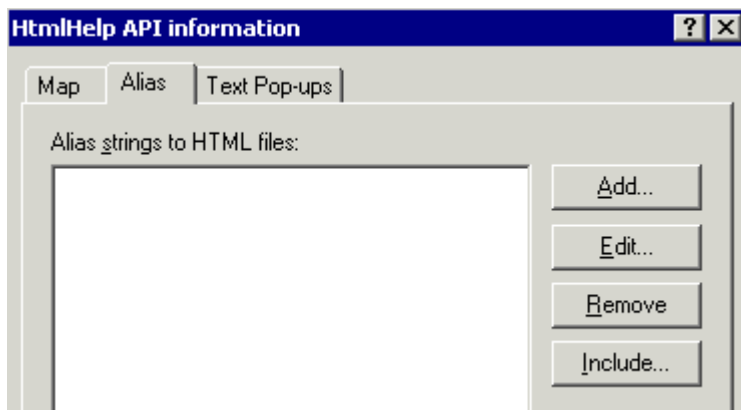 HtmlHelp API information
Map Alias Text Pop-ups
Alias strings to HTML files:
Add...
Edit...
Remove
Include...